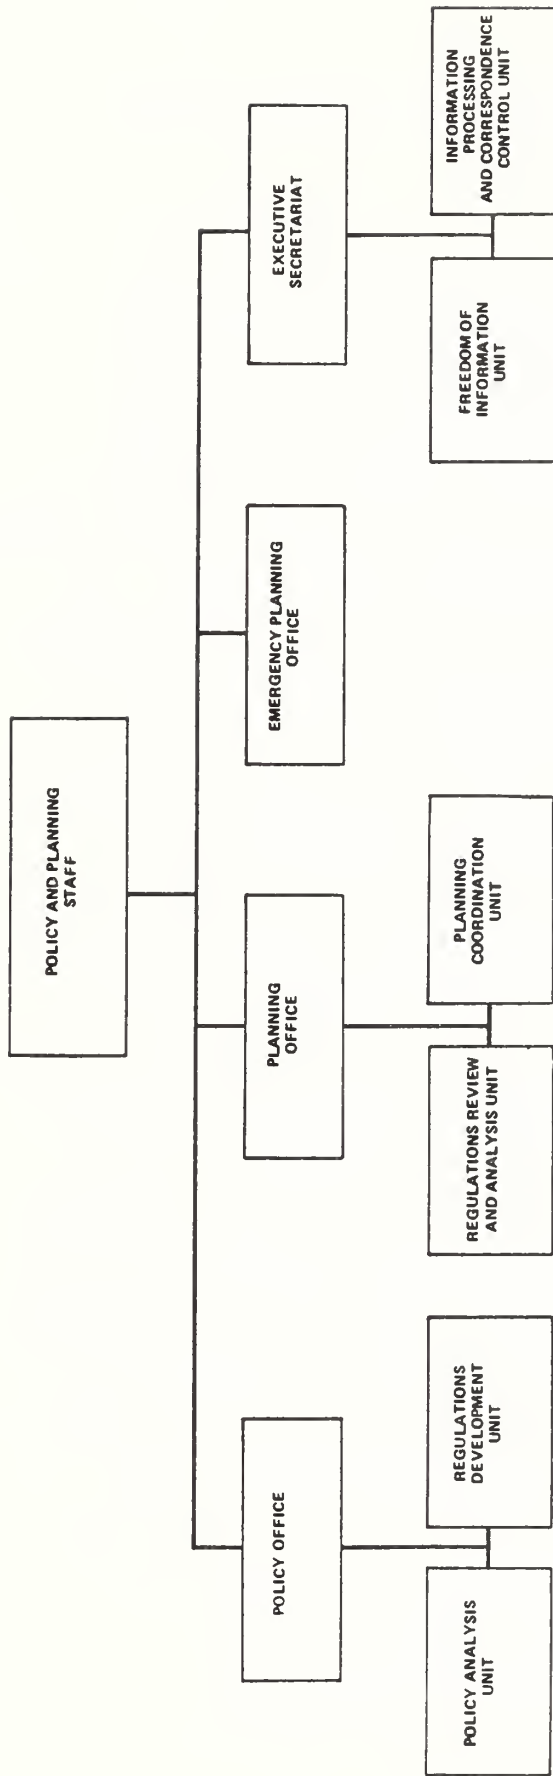 POLICY AND PLANNING
STAFF
POLICY OFFICE
PLANNING
OFFICE
EMERGENCY PLANNING
OFFICE
EXECUTIVE
SECRETARIAT
POLICY ANALYSIS
UNIT
REGULATIONS
DEVELOPMENT
UNIT
REGULATIONS REVIEW
AND ANALYSIS UNIT
PLANNING
COORDINATION
UNIT
FREEDOM OF
INFORMATION
UNIT
INFORMATION
PROCESSING
AND CORRESPONDENCE
CONTROL UNIT